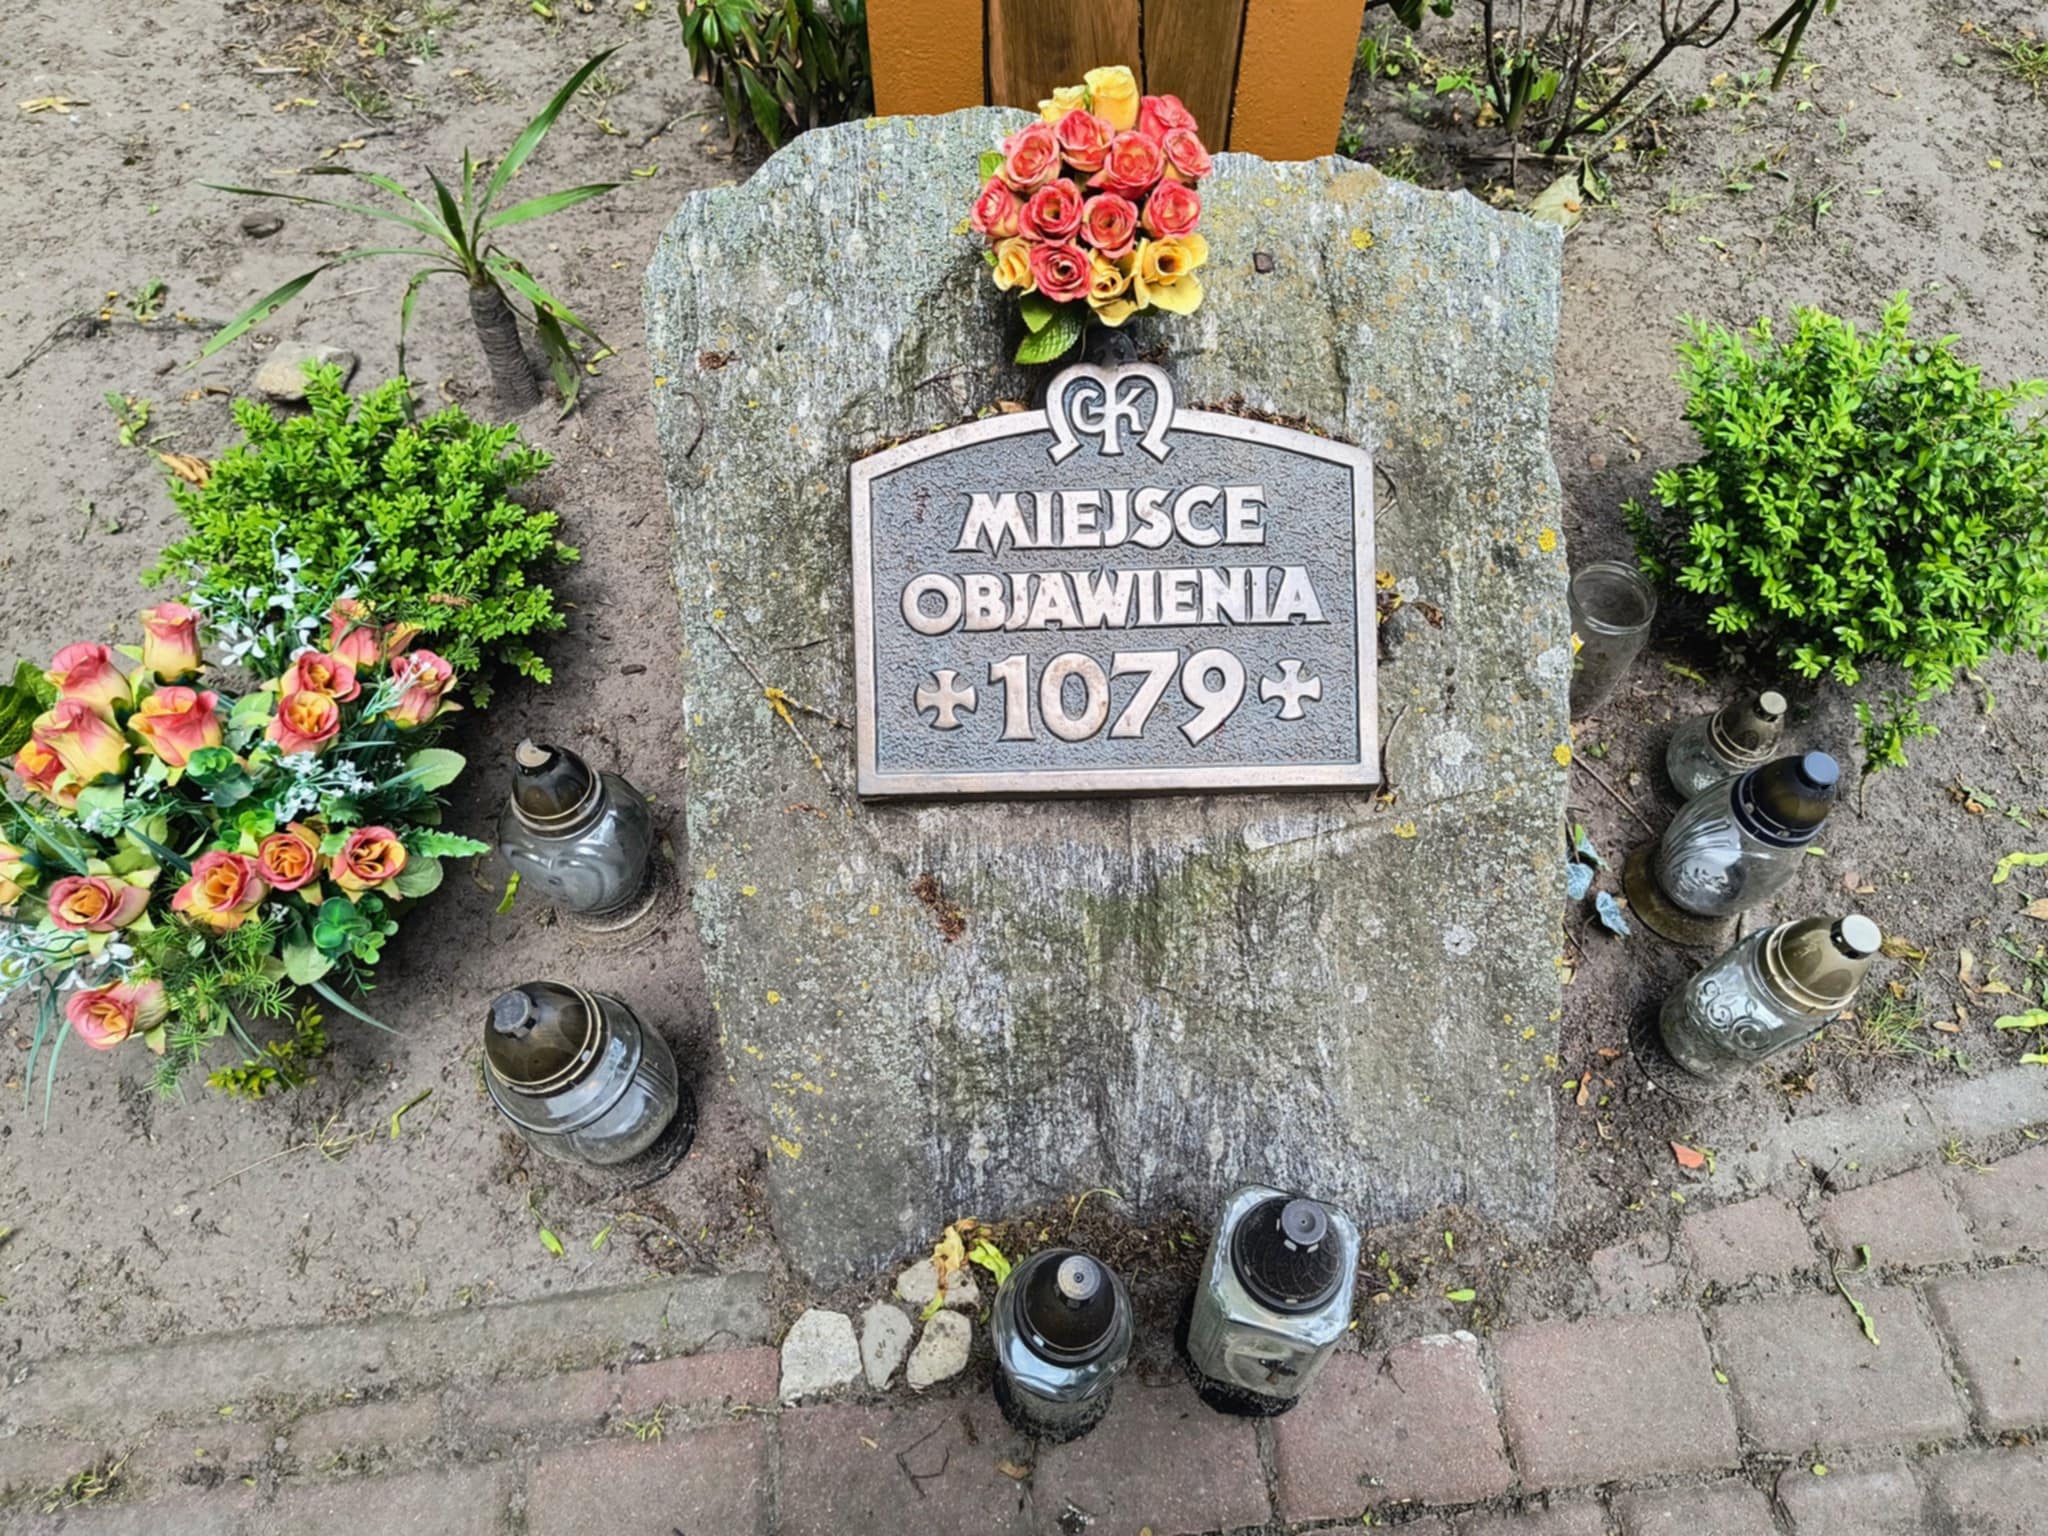 GK
MIEJSCE
OBJAWIENIA
1079